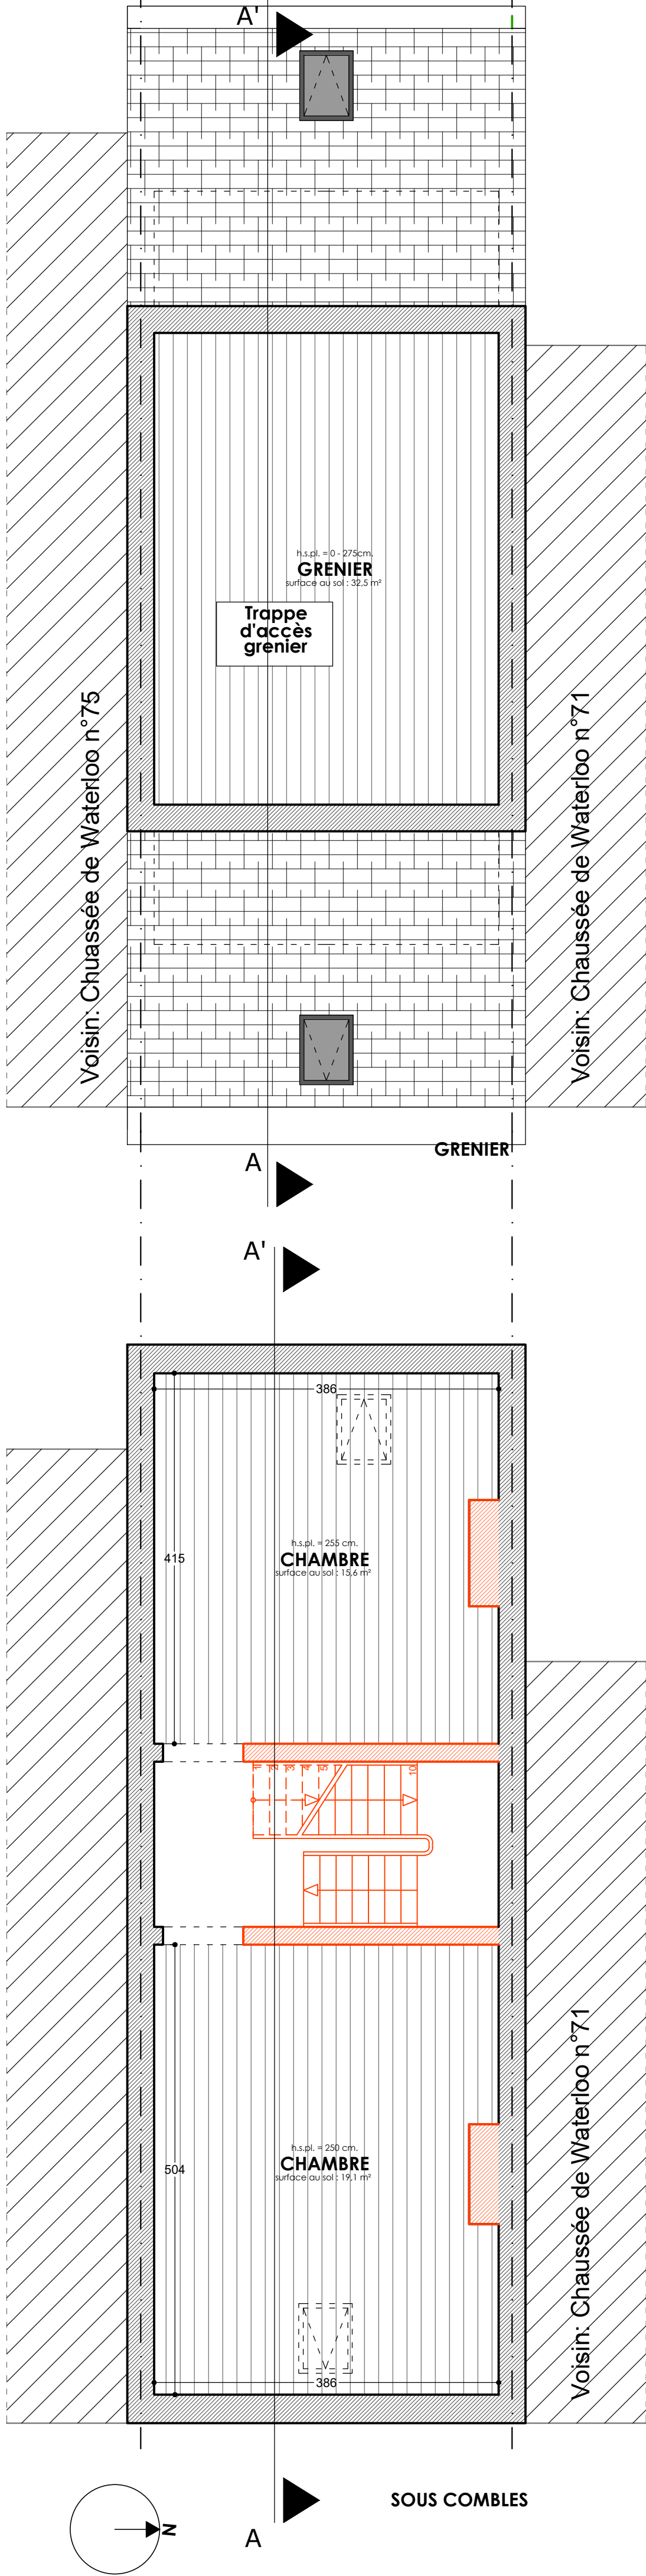 A'
h.s.pl. = 0 - 275cm.
GRENIER
surface au sol : 32,5 m²
Trappe
d'accès
grenier
Voisin: Chuassée de Waterloo n°75
Voisin: Chaussée de Waterloo n°71
GRENIER
A
A'
386
415
h.s.pl. = 255 cm.
CHAMBRE
surface au sol : 15,6 m²
1
2
3
4
5
10
504
h.s.pl. = 250 cm.
CHAMBRE
surface au sol : 19,1 m²
Voisin: Chaussée de Waterloo n°71
386
SOUS COMBLES
N
A